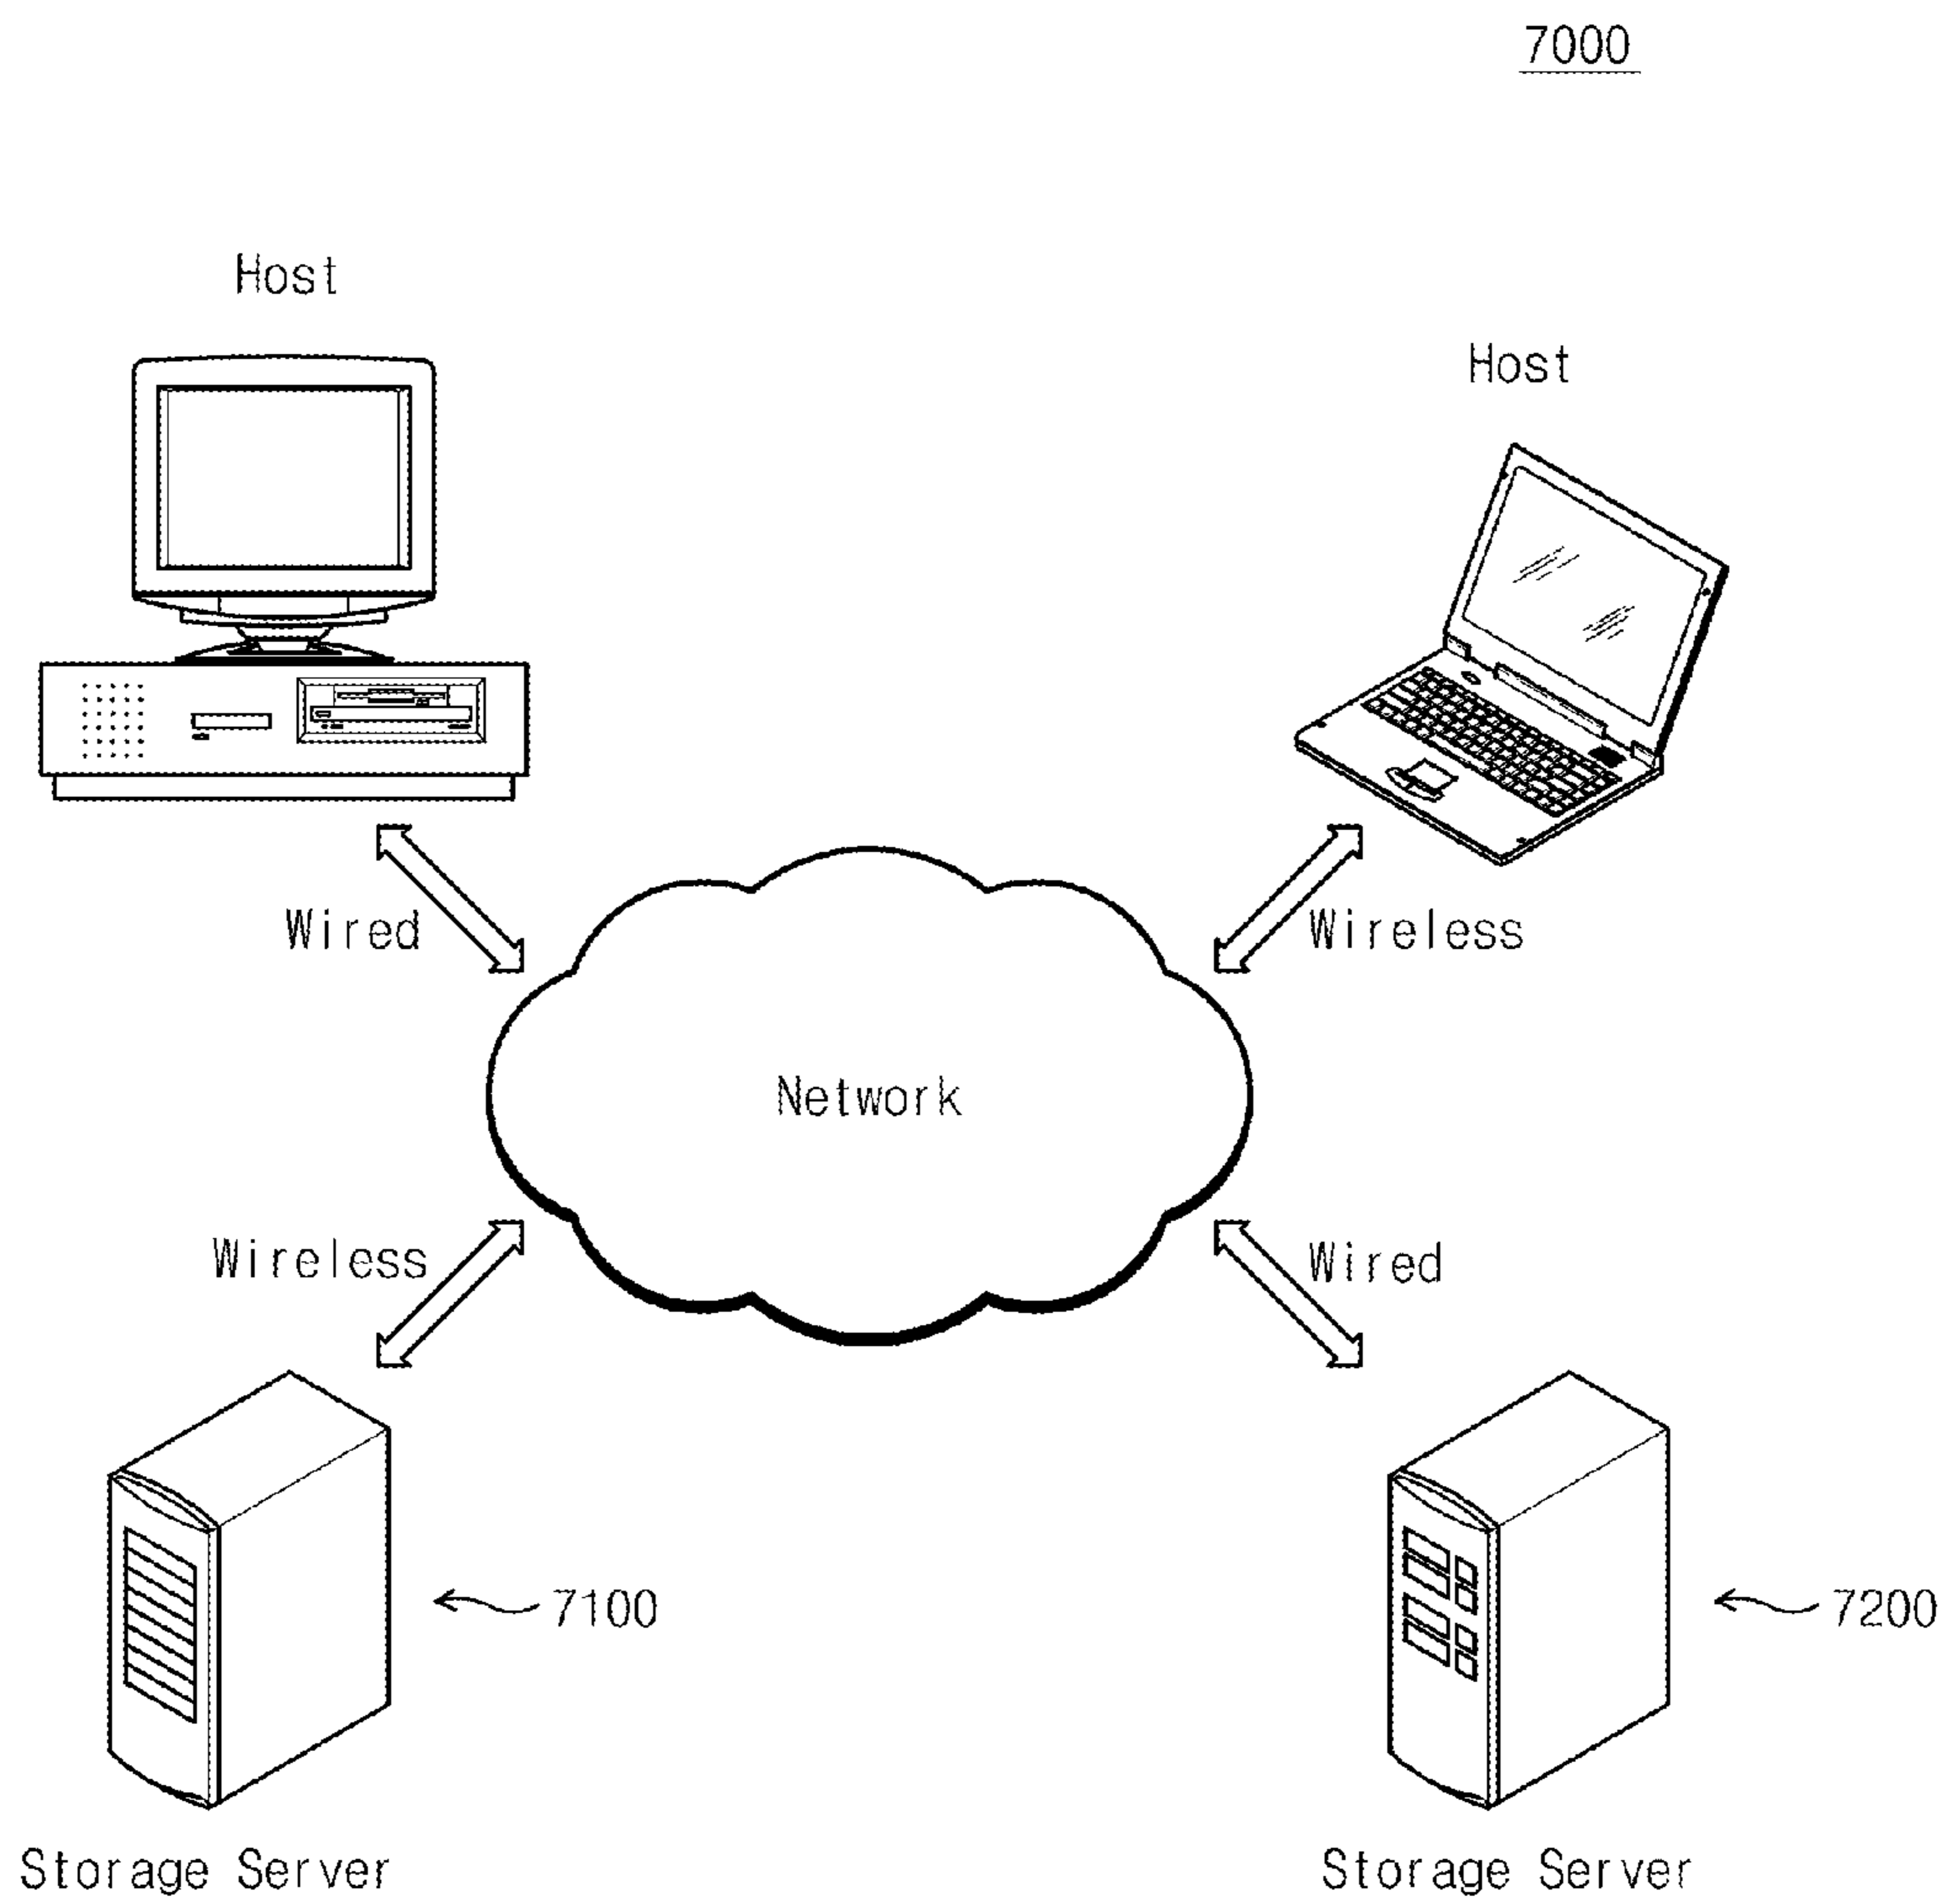 7000
Host
Host
Wired
Wireless
Network
Wireless
Wired
7100
7200
Storage Server
Storage Server